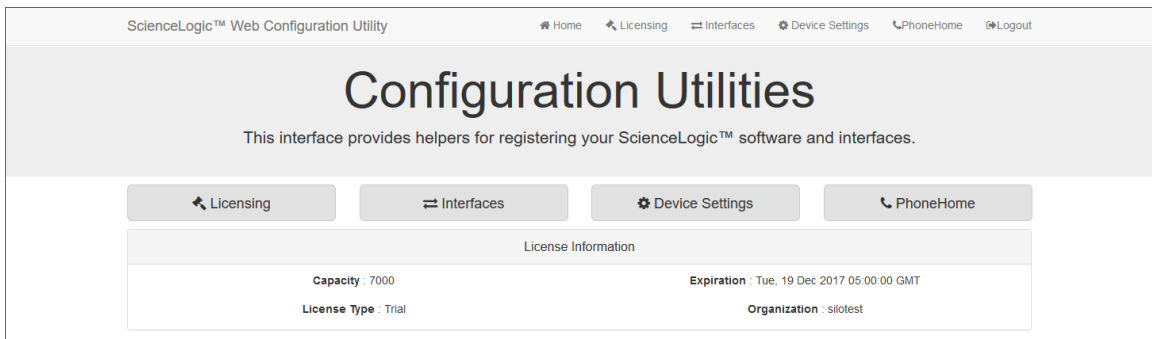 ScienceLogic™ Web Configuration Utility
Home Licensing Interfaces Device Settings PhoneHome Logout
Configuration Utilities
This interface provides helpers for registering your ScienceLogic™ software and interfaces.
Licensing Interfaces Device Settings PhoneHome
License Information
Capacity : 7000 Expiration : Tue, 19 Dec 2017 05:00:00 GMT
License Type : Trial Organization : silotest